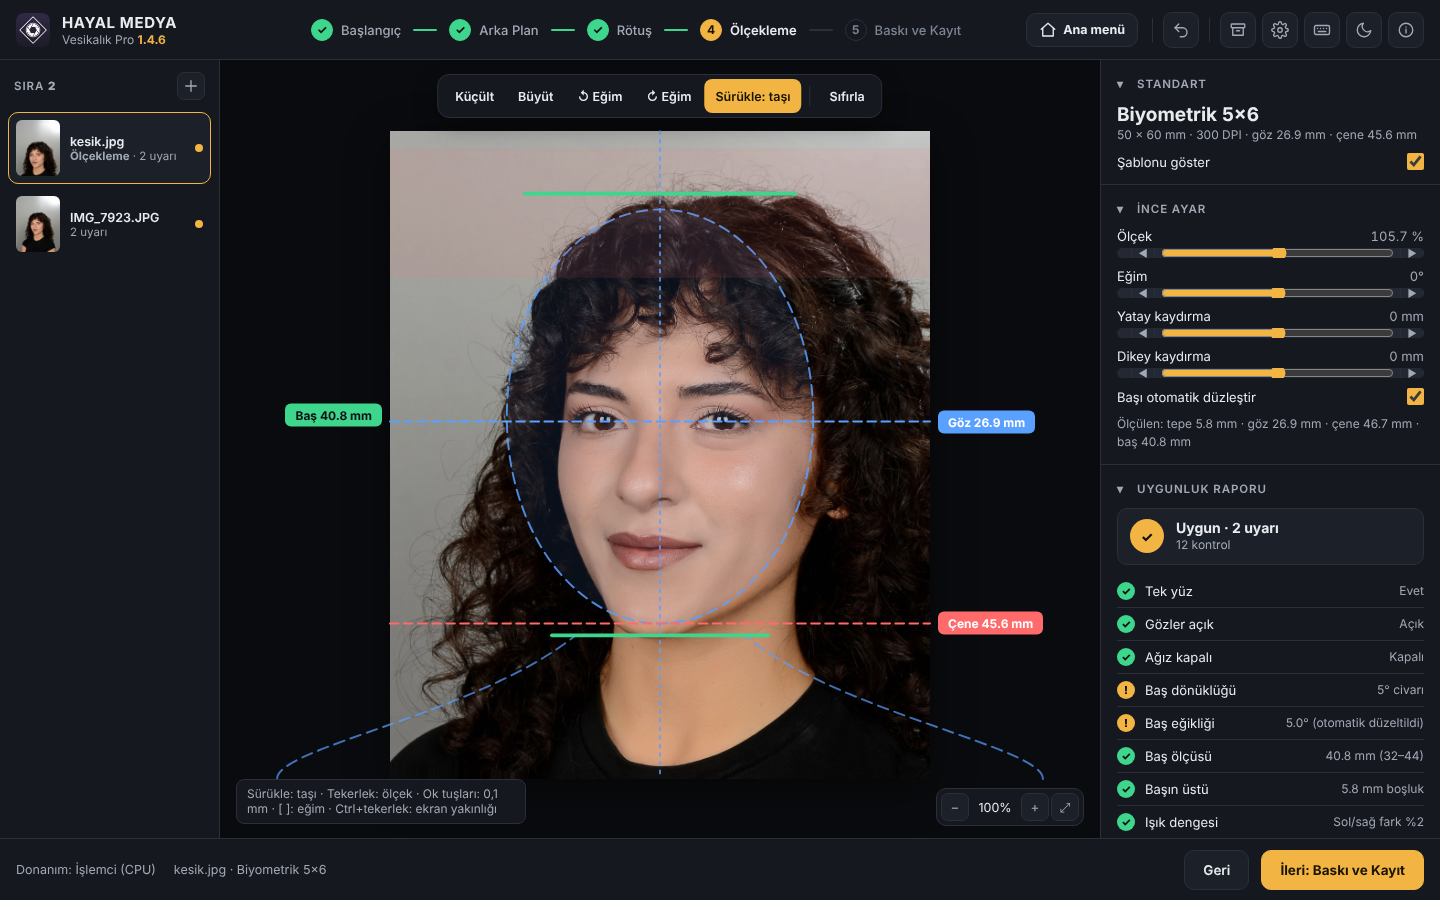 HAYAL MEDYA
Vesikalık Pro 1.4.6
Başlangıç
Arka Plan
Rötuş
4 Ölçekleme
5 Baskı ve Kayıt
Ana menü
SIRA 2
kesik.jpg
Ölçekleme · 2 uyarı
IMG_7923.JPG
2 uyarı
Küçült
Büyüt
Eğim
Eğim
Sürükle: taşı
Sıfırla
Baş 40.8 mm
Göz 26.9 mm
Çene 45.6 mm
Sürükle: taşı · Tekerlek: ölçek · Ok tuşları: 0,1
mm · [ ]: eğim · Ctrl+tekerlek: ekran yakınlığı
− 100% +
STANDART
Biyometrik 5×6
50 × 60 mm · 300 DPI · göz 26.9 mm · çene 45.6 mm
Şablonu göster
İNCE AYAR
Ölçek 105.7 %
Eğim 0°
Yatay kaydırma 0 mm
Dikey kaydırma 0 mm
Başı otomatik düzleştir
Ölçülen: tepe 5.8 mm · göz 26.9 mm · çene 46.7 mm ·
baş 40.8 mm
UYGUNLUK RAPORU
Uygun · 2 uyarı
12 kontrol
Tek yüz Evet
Gözler açık Açık
Ağız kapalı Kapalı
Baş dönüklüğü 5° civarı
Baş eğikliği 5.0° (otomatik düzeltildi)
Baş ölçüsü 40.8 mm (32–44)
Başın üstü 5.8 mm boşluk
Işık dengesi Sol/sağ fark %2
Donanım: İşlemci (CPU) kesik.jpg · Biyometrik 5×6
Geri
İleri: Baskı ve Kayıt